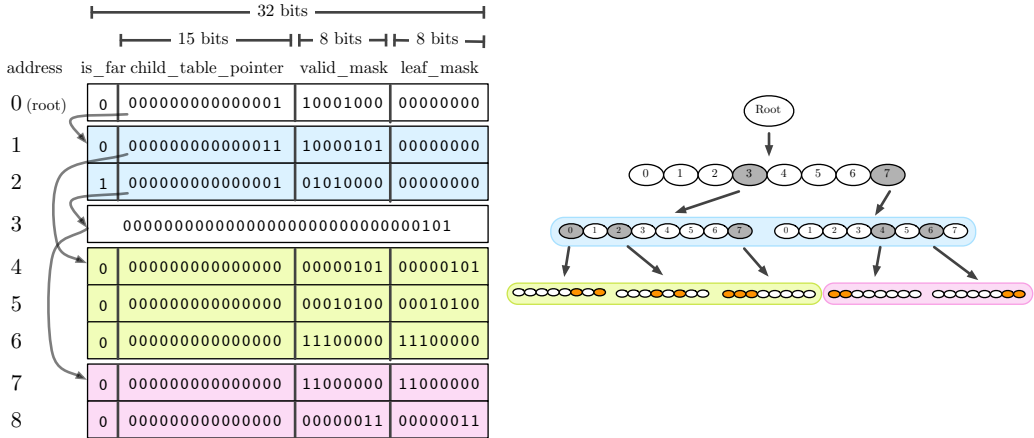 32 bits
15 bits 8 bits 8 bits
address is_far child_table_pointer valid_mask leaf_mask
0 (root) 0 000000000000001 10001000 00000000
1 0 000000000000011 10000101 00000000
2 1 000000000000001 01010000 00000000
3 00000000000000000000000000000101
4 0 000000000000000 00000101 00000101
5 0 000000000000000 00010100 00010100
6 0 000000000000000 11100000 11100000
7 0 000000000000000 11000000 11000000
8 0 000000000000000 00000011 00000011
Root
0 1 2 3 4 5 6 7
0 1 2 3 4 5 6 7 0 1 2 3 4 5 6 7